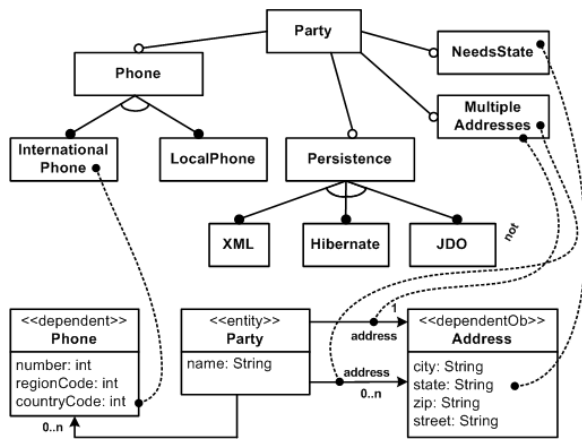 Party
NeedsState
Phone
Multiple
Addresses
International
Phone
LocalPhone
Persistence
XML
Hibernate
JDO
not
<<dependent>>
Phone
number: int
regionCode: int
countryCode: int
0..n
<<entity>>
Party
name: String
1
address
address
0..n
<<dependentOb>>
Address
city: String
state: String
zip: String
street: String